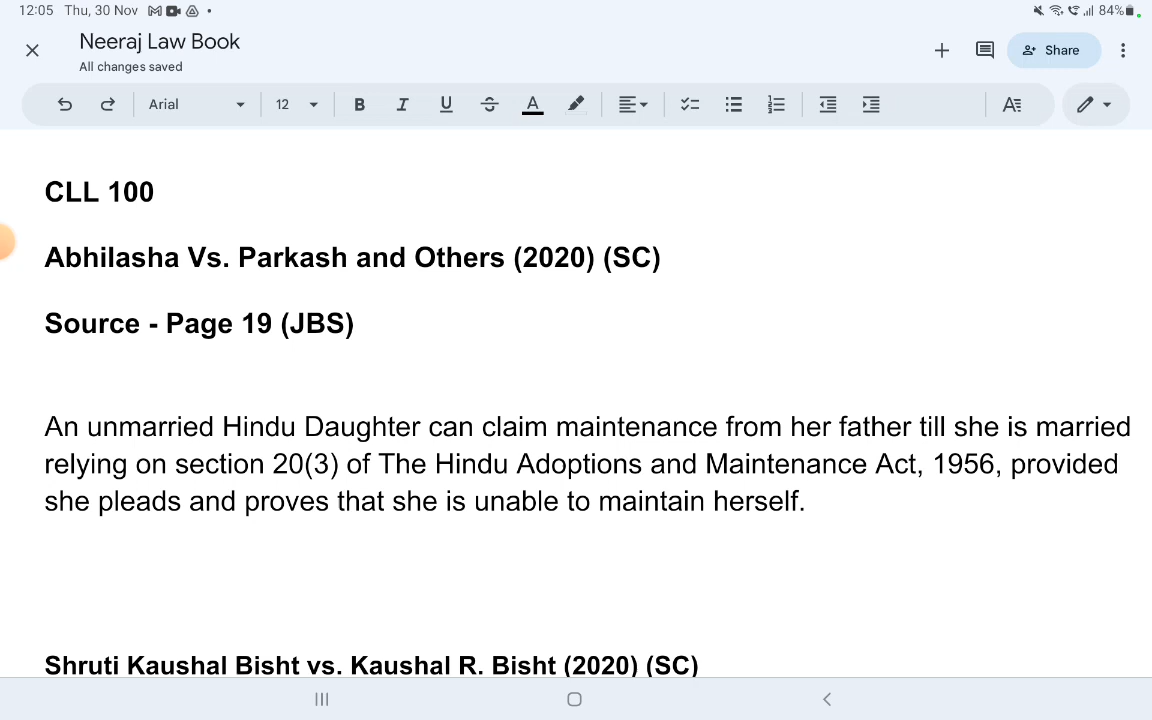 12:05 Thu, 30 Nov
84%
Neeraj Law Book
All changes saved
Share
Arial
12
B I U S A
CLL 100
Abhilasha Vs. Parkash and Others (2020) (SC)
Source - Page 19 (JBS)
An unmarried Hindu Daughter can claim maintenance from her father till she is married
relying on section 20(3) of The Hindu Adoptions and Maintenance Act, 1956, provided
she pleads and proves that she is unable to maintain herself.
Shruti Kaushal Bisht vs. Kaushal R. Bisht (2020) (SC)